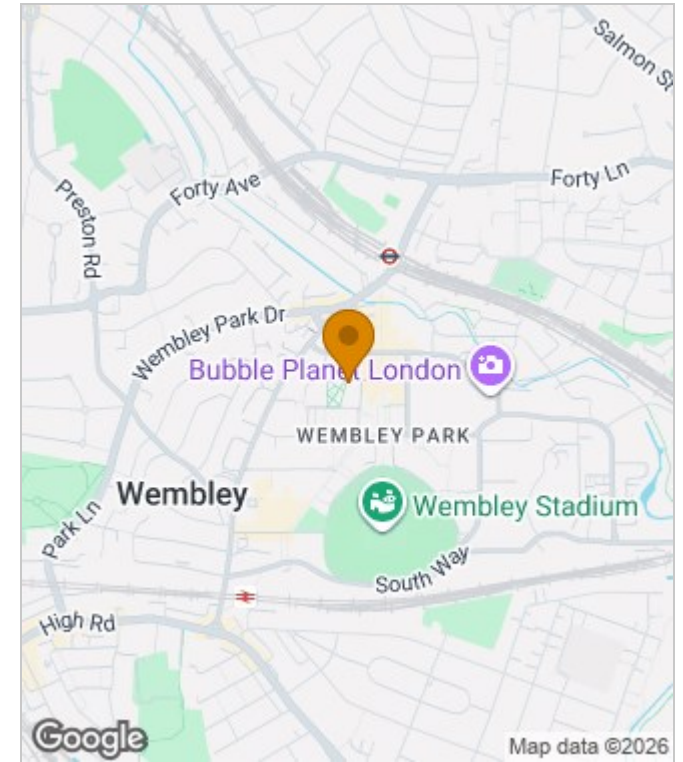 Salmon St
Forty Ave
Forty Ln
Preston Rd
Wembley Park Dr
Bubble Planet London
WEMBLEY PARK
Wembley
Wembley Stadium
Park Ln
South Way
High Rd
Google
Map data ©2026